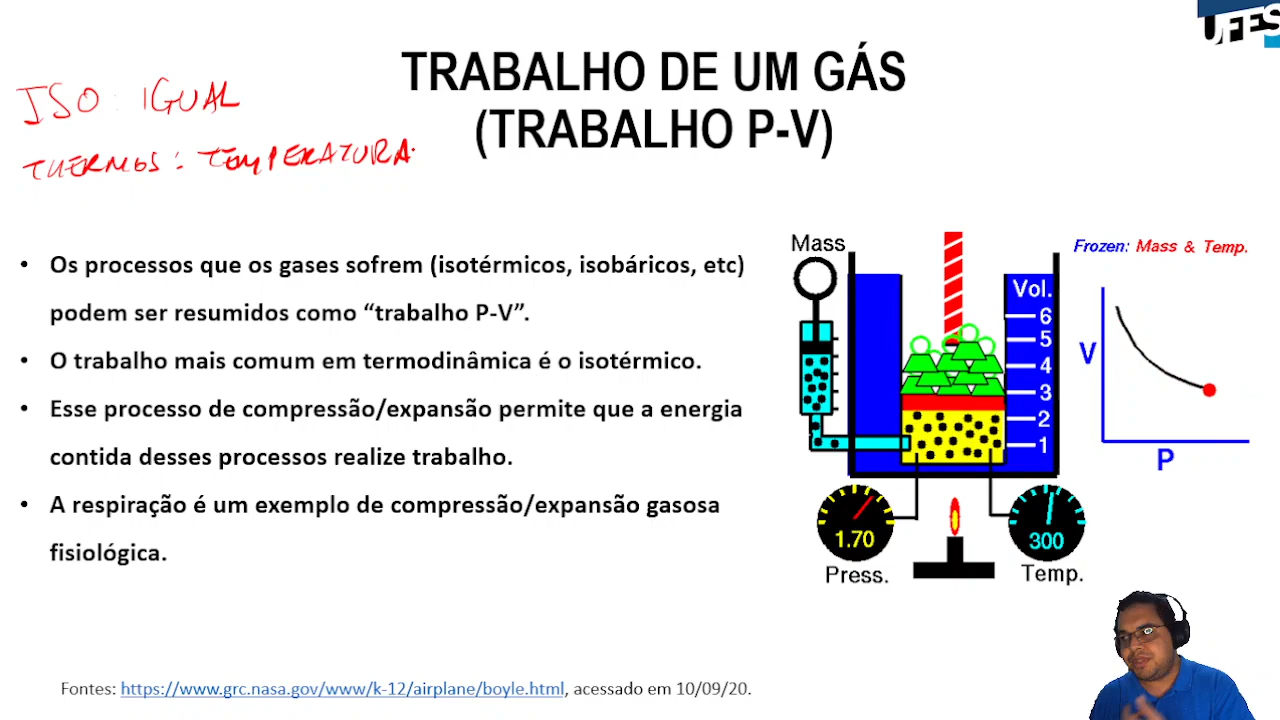 UFES
TRABALHO DE UM GÁS
(TRABALHO P-V)
ISO: IGUAL
THERMOS: TEMPERATURA.
• Os processos que os gases sofrem (isotérmicos, isobáricos, etc)
podem ser resumidos como “trabalho P-V”.
• O trabalho mais comum em termodinâmica é o isotérmico.
• Esse processo de compressão/expansão permite que a energia
contida desses processos realize trabalho.
• A respiração é um exemplo de compressão/expansão gasosa
fisiológica.
Mass
Vol.
6
5
4
3
2
1
1.70
Press.
300
Temp.
Frozen: Mass & Temp.
V
P
Fontes: https://www.grc.nasa.gov/www/k-12/airplane/boyle.html, acessado em 10/09/20.